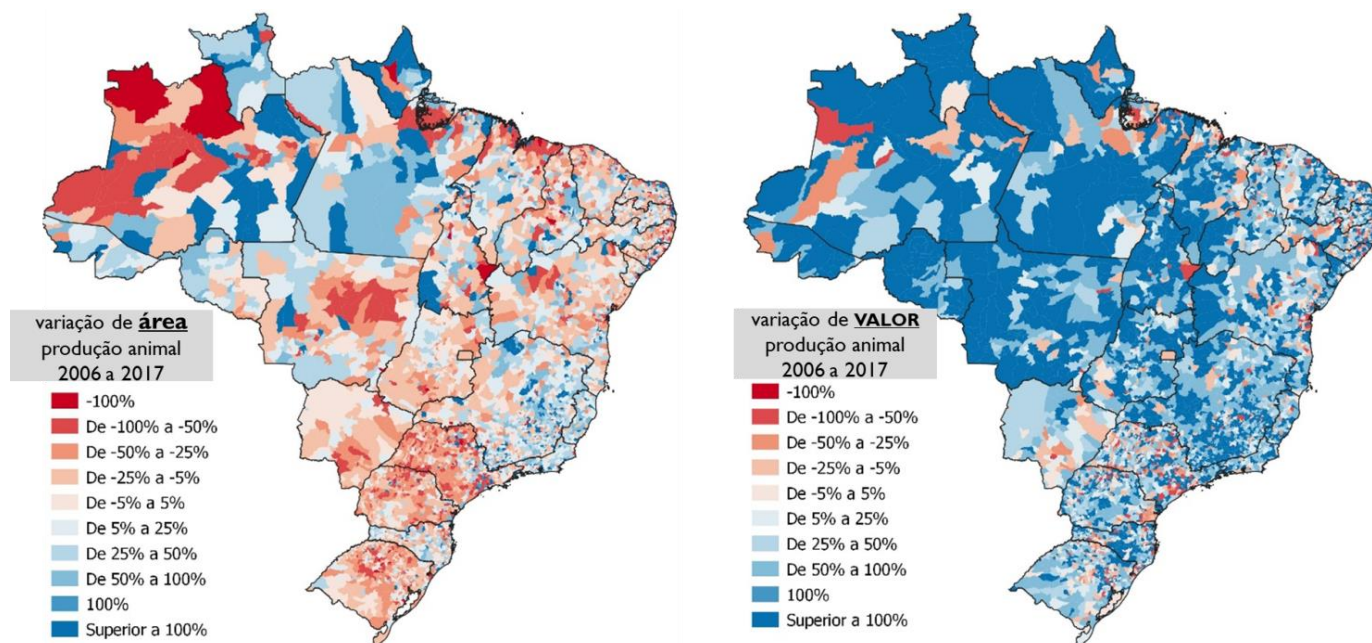 variação de área
produção animal
2006 a 2017
-100%
De -100% a -50%
De -50% a -25%
De -25% a -5%
De -5% a 5%
De 5% a 25%
De 25% a 50%
De 50% a 100%
100%
Superior a 100%
variação de VALOR
produção animal
2006 a 2017
-100%
De -100% a -50%
De -50% a -25%
De -25% a -5%
De -5% a 5%
De 5% a 25%
De 25% a 50%
De 50% a 100%
100%
Superior a 100%